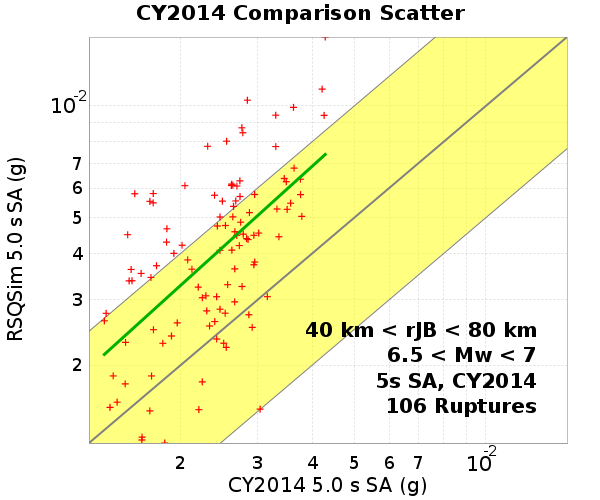 CY2014 Comparison Scatter
RSQSim 5.0 s SA (g)
10-2
7
6
5
4
3
2
40 km < rJB < 80 km
6.5 < Mw < 7
5s SA, CY2014
106 Ruptures
2 3 4 5 6 7 10-2
CY2014 5.0 s SA (g)